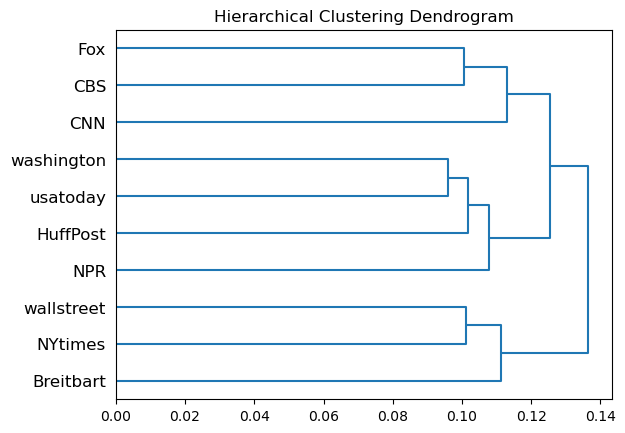 Hierarchical Clustering Dendrogram
Fox
CBS
CNN
washington
usatoday
HuffPost
NPR
wallstreet
NYtimes
Breitbart
0.00 0.02 0.04 0.06 0.08 0.10 0.12 0.14